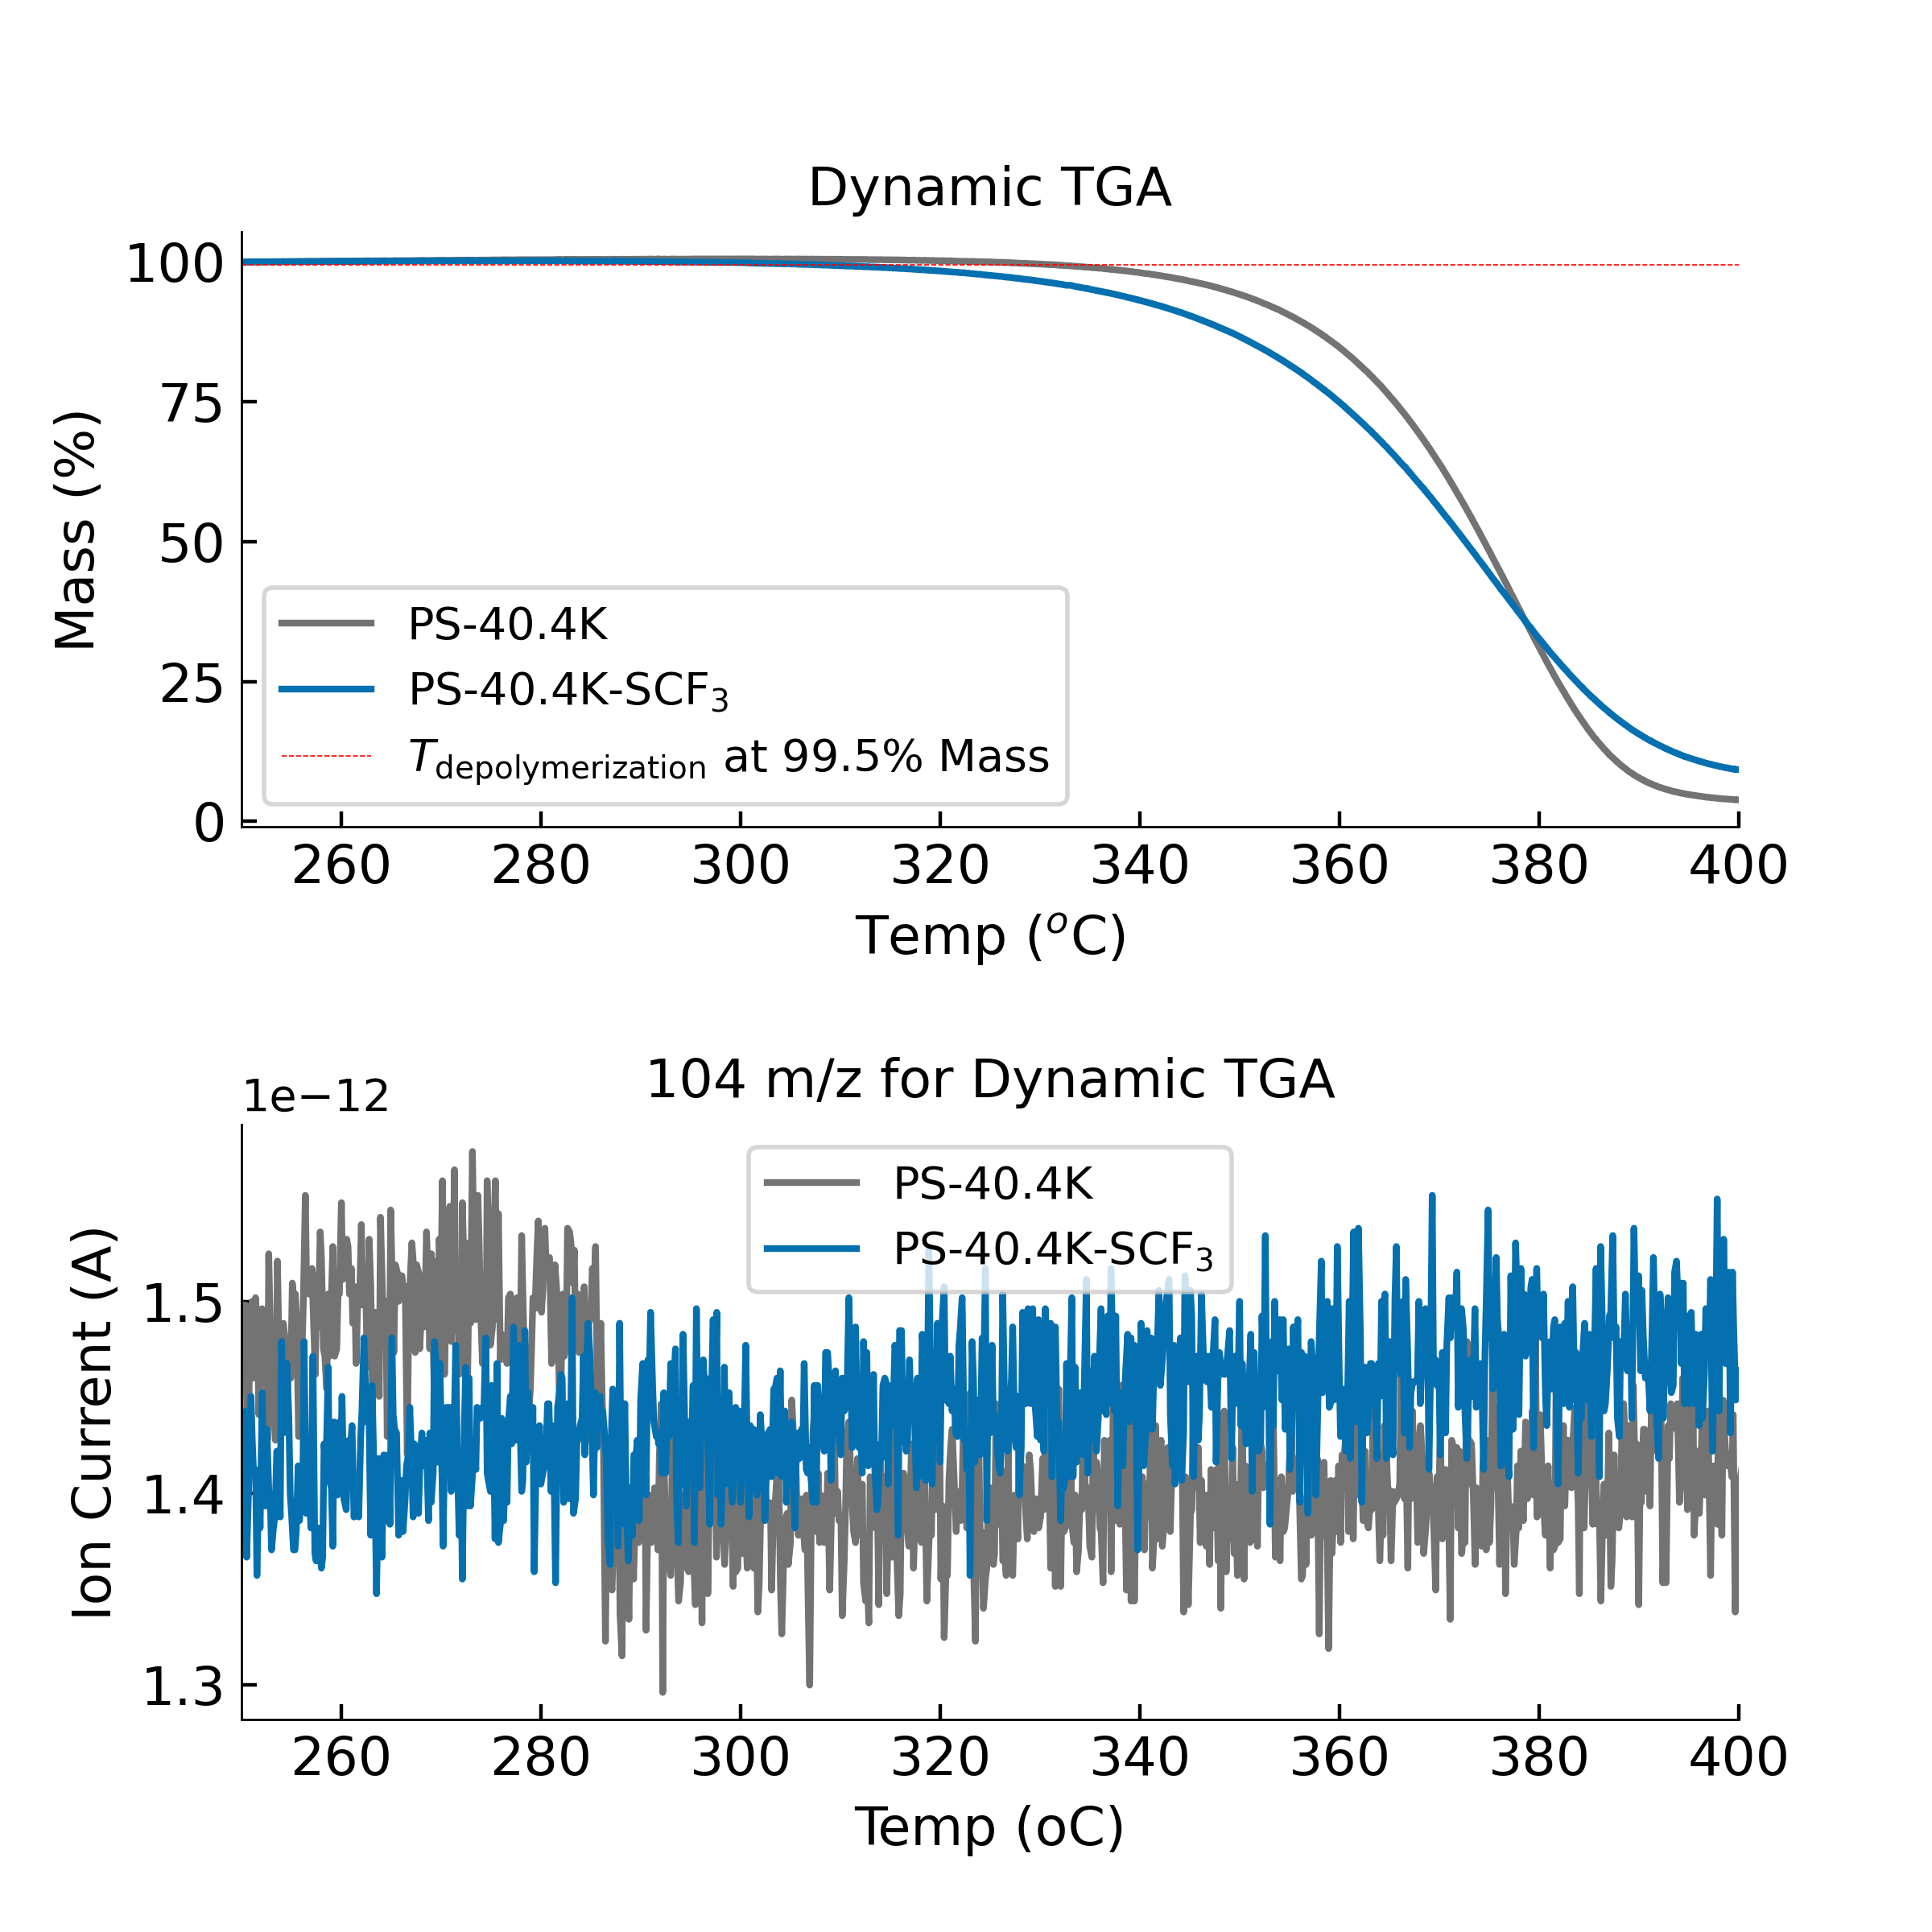 Dynamic TGA
100
75
50
25
0
Mass (%)
PS-40.4K
PS-40.4K-SCF₃
T_depolymerization at 99.5% Mass
260 280 300 320 340 360 380 400
Temp (°C)
104 m/z for Dynamic TGA
1e−12
PS-40.4K
PS-40.4K-SCF₃
1.5
1.4
1.3
Ion Current (A)
260 280 300 320 340 360 380 400
Temp (oC)